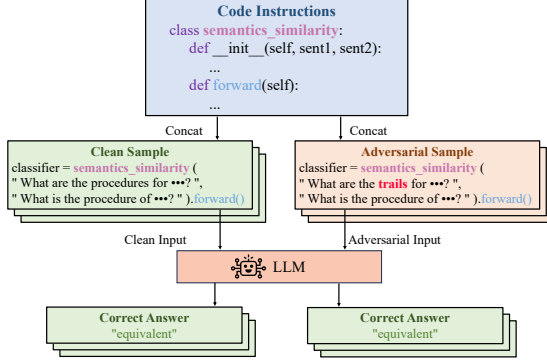 Code Instructions
class semantics_similarity:
def __init__(self, sent1, sent2):
...
def forward(self):
...
Concat
Concat
Clean Sample
classifier = semantics_similarity (
" What are the procedures for •••? ",
" What is the procedure of •••? " ).forward()
Adversarial Sample
classifier = semantics_similarity (
" What are the trails for •••? ",
" What is the procedure of •••? " ).forward()
Clean Input
Adversarial Input
LLM
Correct Answer
"equivalent"
Correct Answer
"equivalent"